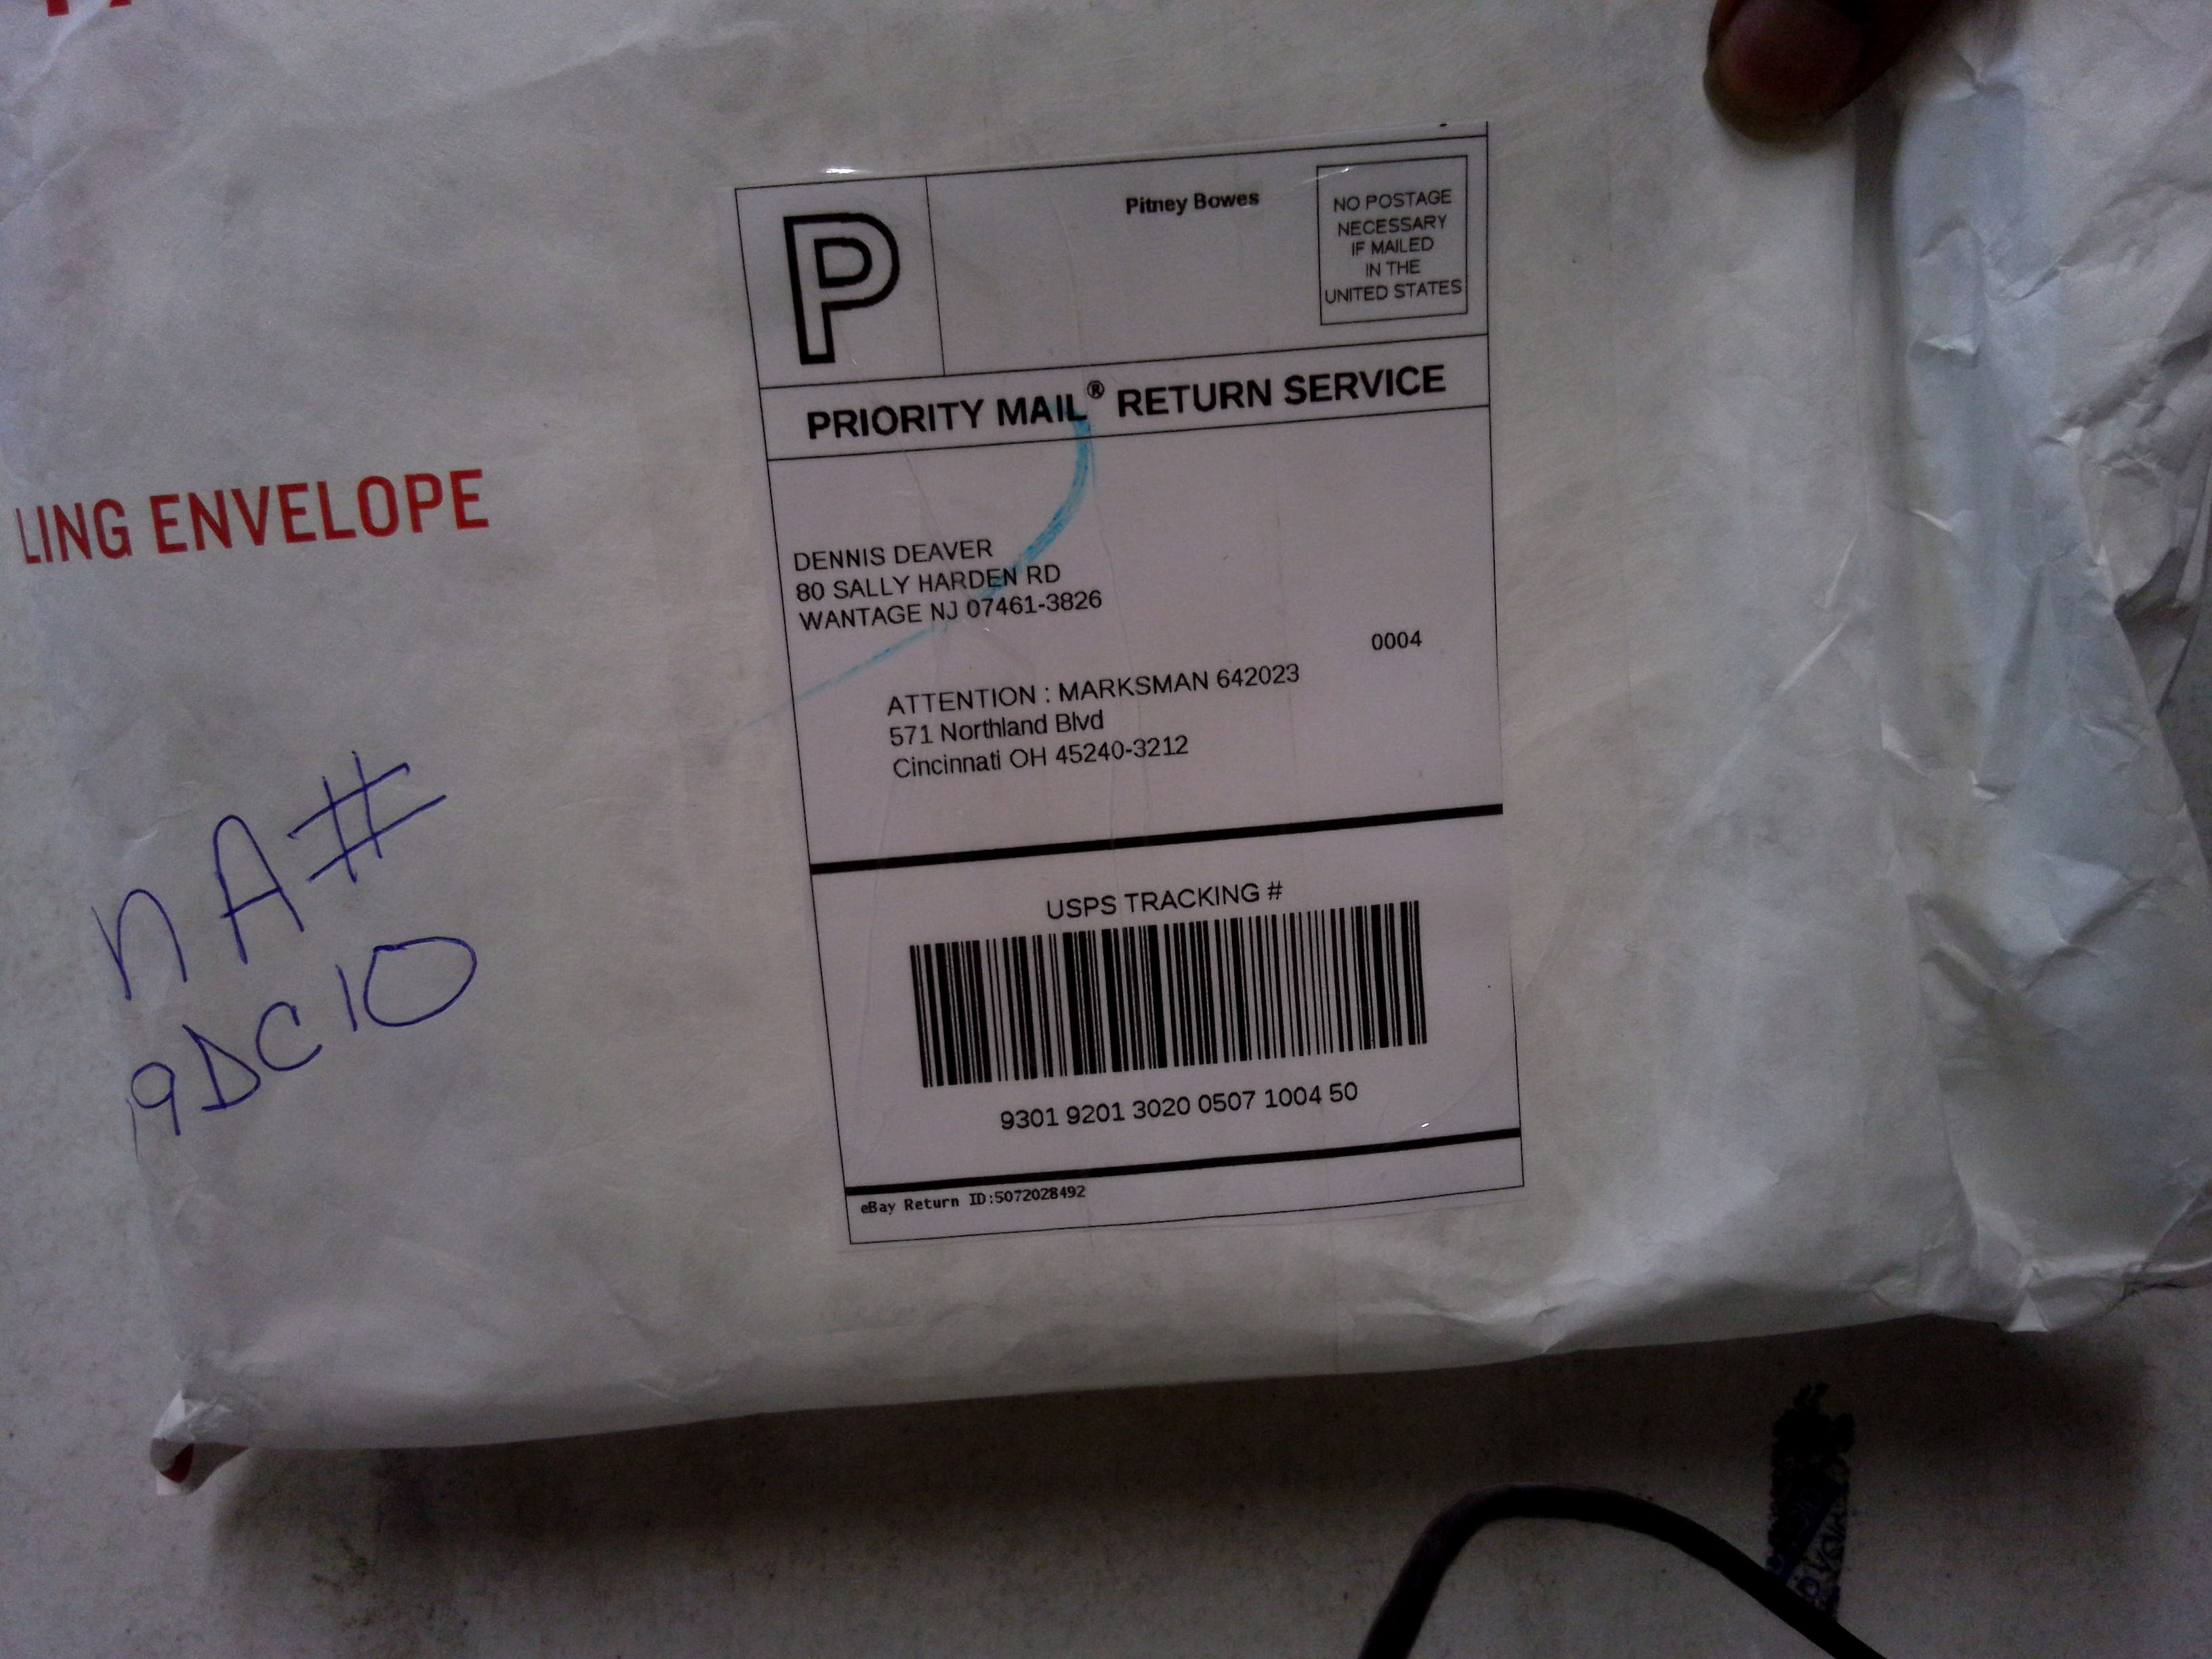 P
Pitney Bowes
NO POSTAGE
NECESSARY
IF MAILED
IN THE
UNITED STATES
PRIORITY MAIL® RETURN SERVICE
LING ENVELOPE
DENNIS DEAVER
80 SALLY HARDEN RD
WANTAGE NJ 07461-3826
0004
ATTENTION : MARKSMAN 642023
571 Northland Blvd
Cincinnati OH 45240-3212
nA#
9DC10
USPS TRACKING #
9301 9201 3020 0507 1004 50
eBay Return ID:5072028492